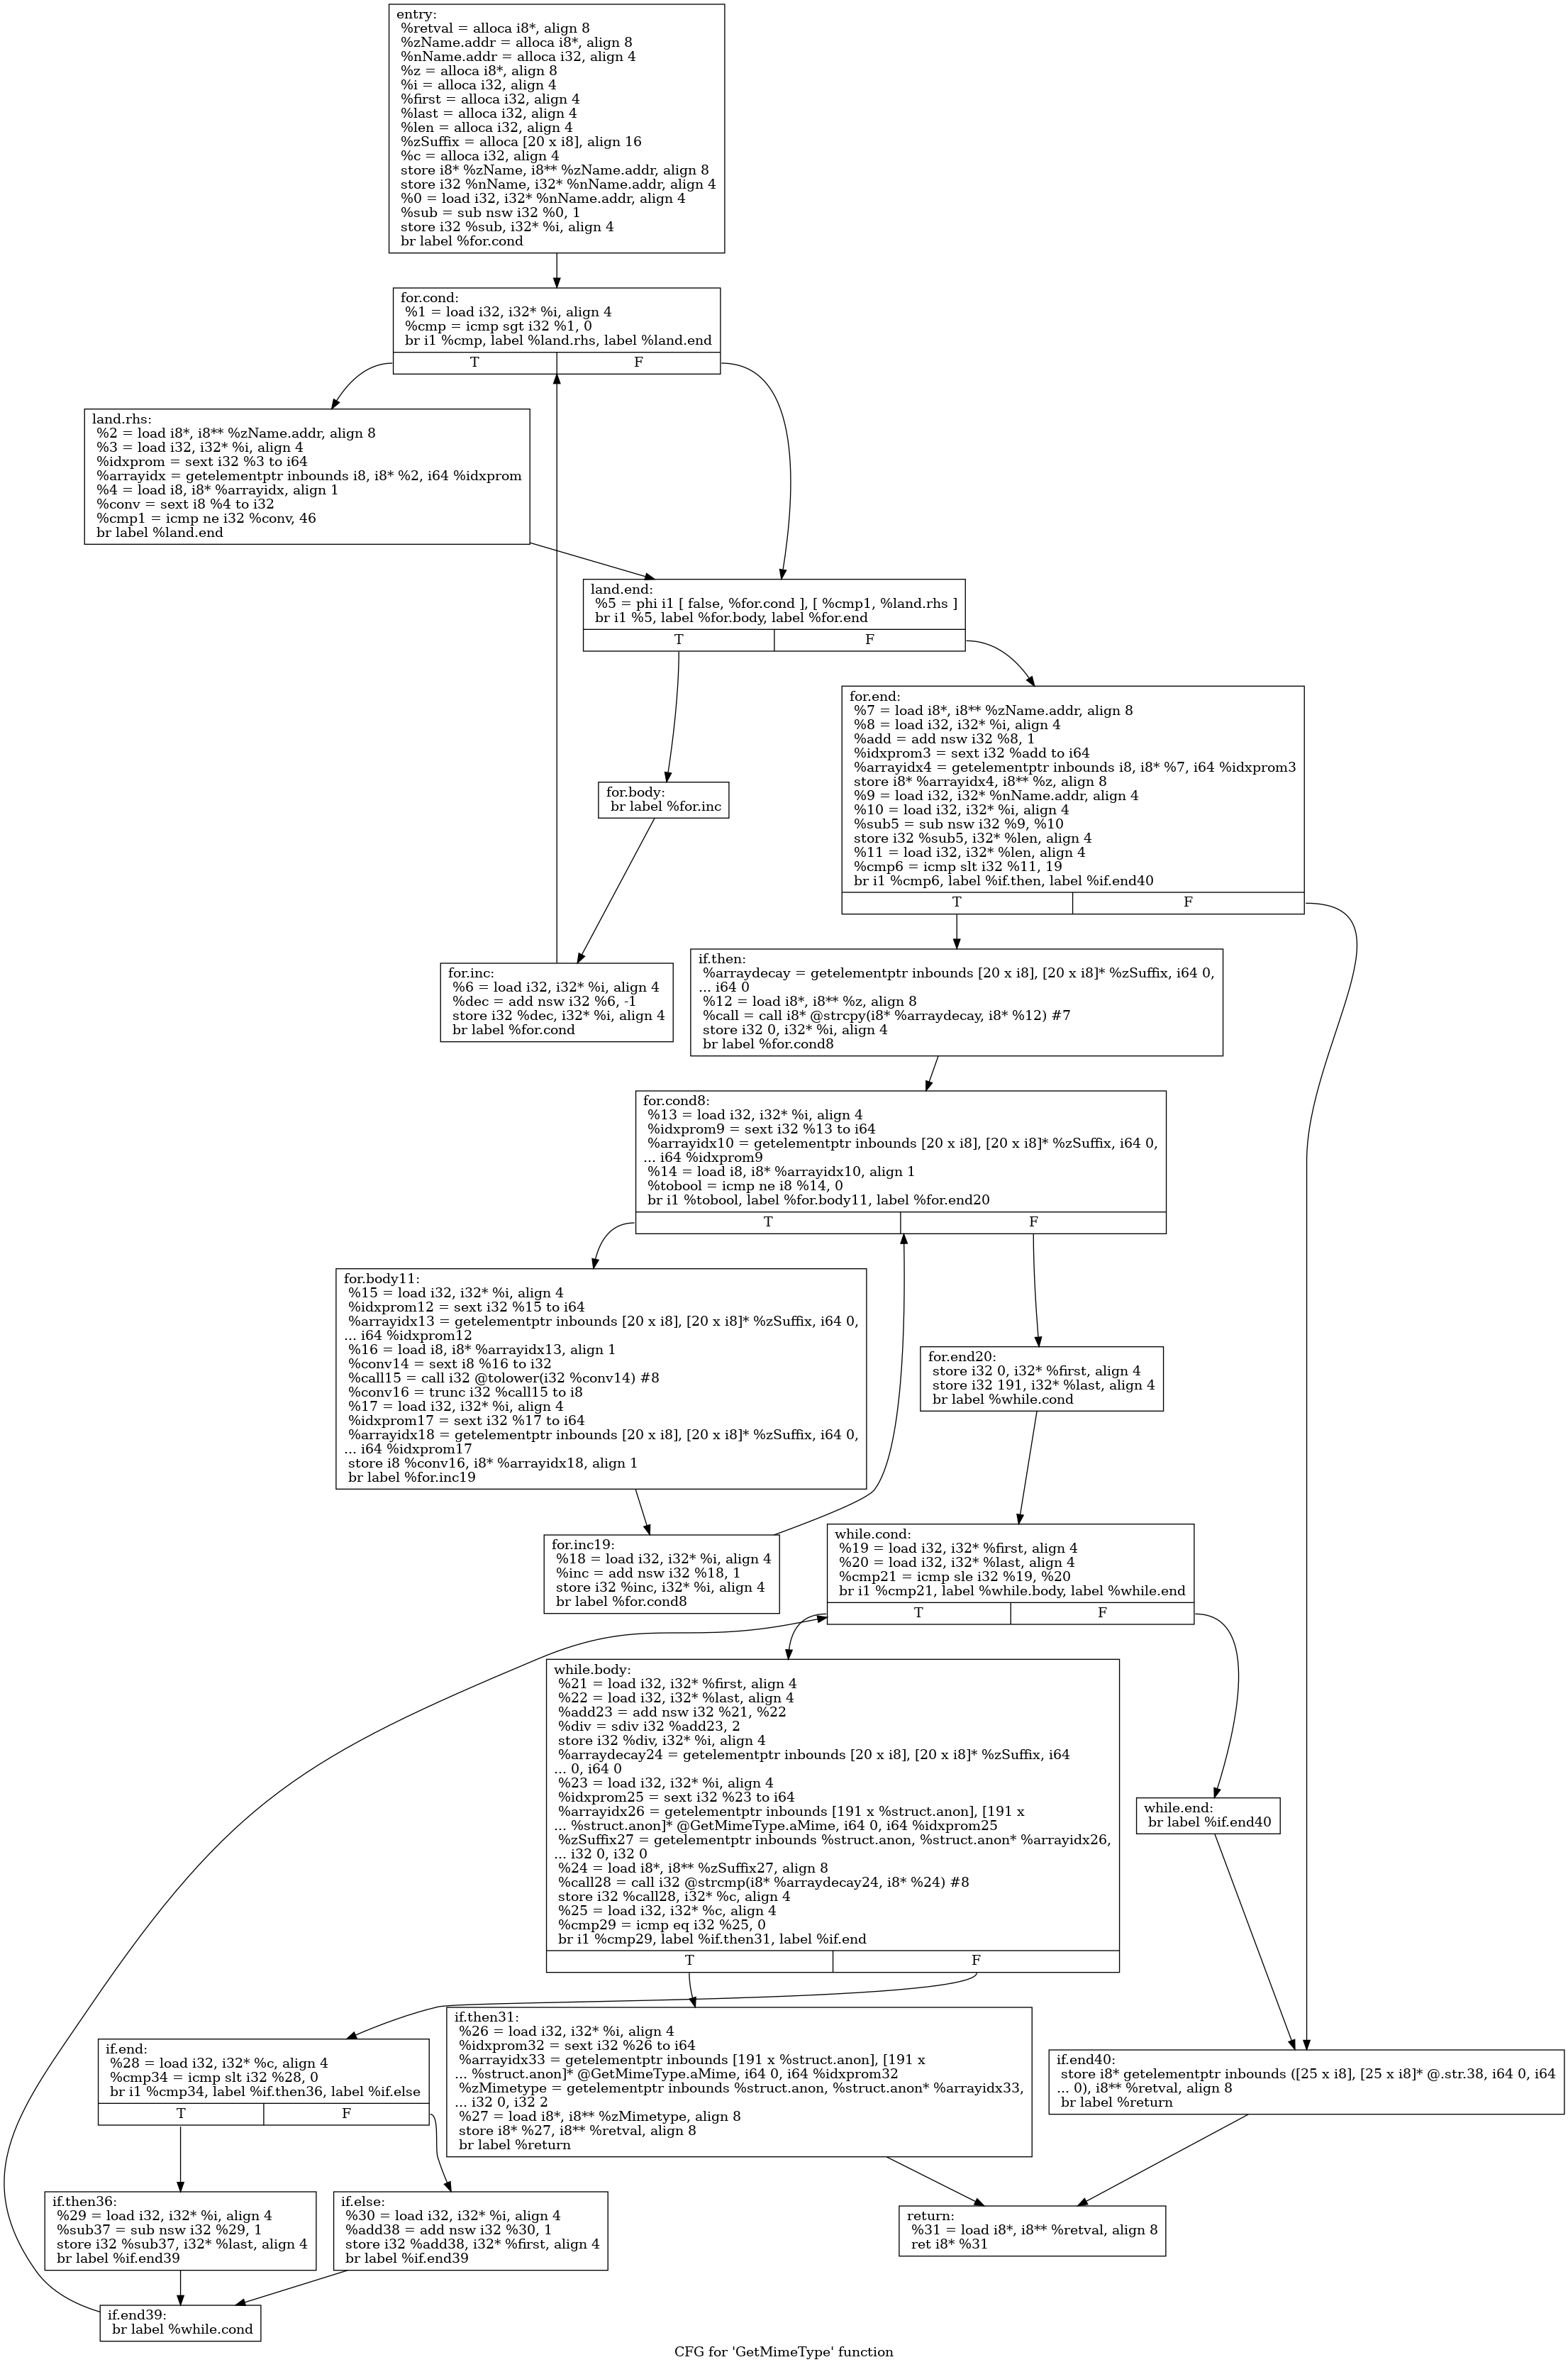 entry:
%retval = alloca i8*, align 8
%zName.addr = alloca i8*, align 8
%nName.addr = alloca i32, align 4
%z = alloca i8*, align 8
%i = alloca i32, align 4
%first = alloca i32, align 4
%last = alloca i32, align 4
%len = alloca i32, align 4
%zSuffix = alloca [20 x i8], align 16
%c = alloca i32, align 4
store i8* %zName, i8** %zName.addr, align 8
store i32 %nName, i32* %nName.addr, align 4
%0 = load i32, i32* %nName.addr, align 4
%sub = sub nsw i32 %0, 1
store i32 %sub, i32* %i, align 4
br label %for.cond
for.cond:
%1 = load i32, i32* %i, align 4
%cmp = icmp sgt i32 %1, 0
br i1 %cmp, label %land.rhs, label %land.end
T F
land.rhs:
%2 = load i8*, i8** %zName.addr, align 8
%3 = load i32, i32* %i, align 4
%idxprom = sext i32 %3 to i64
%arrayidx = getelementptr inbounds i8, i8* %2, i64 %idxprom
%4 = load i8, i8* %arrayidx, align 1
%conv = sext i8 %4 to i32
%cmp1 = icmp ne i32 %conv, 46
br label %land.end
land.end:
%5 = phi i1 [ false, %for.cond ], [ %cmp1, %land.rhs ]
br i1 %5, label %for.body, label %for.end
T F
for.end:
%7 = load i8*, i8** %zName.addr, align 8
%8 = load i32, i32* %i, align 4
%add = add nsw i32 %8, 1
%idxprom3 = sext i32 %add to i64
%arrayidx4 = getelementptr inbounds i8, i8* %7, i64 %idxprom3
store i8* %arrayidx4, i8** %z, align 8
%9 = load i32, i32* %nName.addr, align 4
%10 = load i32, i32* %i, align 4
%sub5 = sub nsw i32 %9, %10
store i32 %sub5, i32* %len, align 4
%11 = load i32, i32* %len, align 4
%cmp6 = icmp slt i32 %11, 19
br i1 %cmp6, label %if.then, label %if.end40
T F
for.body:
br label %for.inc
for.inc:
%6 = load i32, i32* %i, align 4
%dec = add nsw i32 %6, -1
store i32 %dec, i32* %i, align 4
br label %for.cond
if.then:
%arraydecay = getelementptr inbounds [20 x i8], [20 x i8]* %zSuffix, i64 0,
... i64 0
%12 = load i8*, i8** %z, align 8
%call = call i8* @strcpy(i8* %arraydecay, i8* %12) #7
store i32 0, i32* %i, align 4
br label %for.cond8
for.cond8:
%13 = load i32, i32* %i, align 4
%idxprom9 = sext i32 %13 to i64
%arrayidx10 = getelementptr inbounds [20 x i8], [20 x i8]* %zSuffix, i64 0,
... i64 %idxprom9
%14 = load i8, i8* %arrayidx10, align 1
%tobool = icmp ne i8 %14, 0
br i1 %tobool, label %for.body11, label %for.end20
T F
for.body11:
%15 = load i32, i32* %i, align 4
%idxprom12 = sext i32 %15 to i64
%arrayidx13 = getelementptr inbounds [20 x i8], [20 x i8]* %zSuffix, i64 0,
... i64 %idxprom12
%16 = load i8, i8* %arrayidx13, align 1
%conv14 = sext i8 %16 to i32
%call15 = call i32 @tolower(i32 %conv14) #8
%conv16 = trunc i32 %call15 to i8
%17 = load i32, i32* %i, align 4
%idxprom17 = sext i32 %17 to i64
%arrayidx18 = getelementptr inbounds [20 x i8], [20 x i8]* %zSuffix, i64 0,
... i64 %idxprom17
store i8 %conv16, i8* %arrayidx18, align 1
br label %for.inc19
for.end20:
store i32 0, i32* %first, align 4
store i32 191, i32* %last, align 4
br label %while.cond
for.inc19:
%18 = load i32, i32* %i, align 4
%inc = add nsw i32 %18, 1
store i32 %inc, i32* %i, align 4
br label %for.cond8
while.cond:
%19 = load i32, i32* %first, align 4
%20 = load i32, i32* %last, align 4
%cmp21 = icmp sle i32 %19, %20
br i1 %cmp21, label %while.body, label %while.end
T F
while.body:
%21 = load i32, i32* %first, align 4
%22 = load i32, i32* %last, align 4
%add23 = add nsw i32 %21, %22
%div = sdiv i32 %add23, 2
store i32 %div, i32* %i, align 4
%arraydecay24 = getelementptr inbounds [20 x i8], [20 x i8]* %zSuffix, i64
... 0, i64 0
%23 = load i32, i32* %i, align 4
%idxprom25 = sext i32 %23 to i64
%arrayidx26 = getelementptr inbounds [191 x %struct.anon], [191 x
... %struct.anon]* @GetMimeType.aMime, i64 0, i64 %idxprom25
%zSuffix27 = getelementptr inbounds %struct.anon, %struct.anon* %arrayidx26,
... i32 0, i32 0
%24 = load i8*, i8** %zSuffix27, align 8
%call28 = call i32 @strcmp(i8* %arraydecay24, i8* %24) #8
store i32 %call28, i32* %c, align 4
%25 = load i32, i32* %c, align 4
%cmp29 = icmp eq i32 %25, 0
br i1 %cmp29, label %if.then31, label %if.end
T F
while.end:
br label %if.end40
if.then31:
%26 = load i32, i32* %i, align 4
%idxprom32 = sext i32 %26 to i64
%arrayidx33 = getelementptr inbounds [191 x %struct.anon], [191 x
... %struct.anon]* @GetMimeType.aMime, i64 0, i64 %idxprom32
%zMimetype = getelementptr inbounds %struct.anon, %struct.anon* %arrayidx33,
... i32 0, i32 2
%27 = load i8*, i8** %zMimetype, align 8
store i8* %27, i8** %retval, align 8
br label %return
if.end:
%28 = load i32, i32* %c, align 4
%cmp34 = icmp slt i32 %28, 0
br i1 %cmp34, label %if.then36, label %if.else
T F
if.end40:
store i8* getelementptr inbounds ([25 x i8], [25 x i8]* @.str.38, i64 0, i64
... 0), i8** %retval, align 8
br label %return
if.then36:
%29 = load i32, i32* %i, align 4
%sub37 = sub nsw i32 %29, 1
store i32 %sub37, i32* %last, align 4
br label %if.end39
if.else:
%30 = load i32, i32* %i, align 4
%add38 = add nsw i32 %30, 1
store i32 %add38, i32* %first, align 4
br label %if.end39
return:
%31 = load i8*, i8** %retval, align 8
ret i8* %31
if.end39:
br label %while.cond
CFG for 'GetMimeType' function